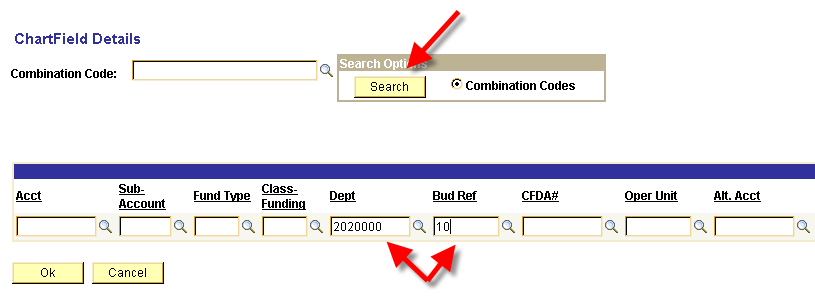 ChartField Details
Combination Code:
Search Options
Search
Combination Codes
Acct Sub-Account Fund Type Class-Funding Dept Bud Ref CFDA# Oper Unit Alt. Acct
2020000 10
Ok Cancel